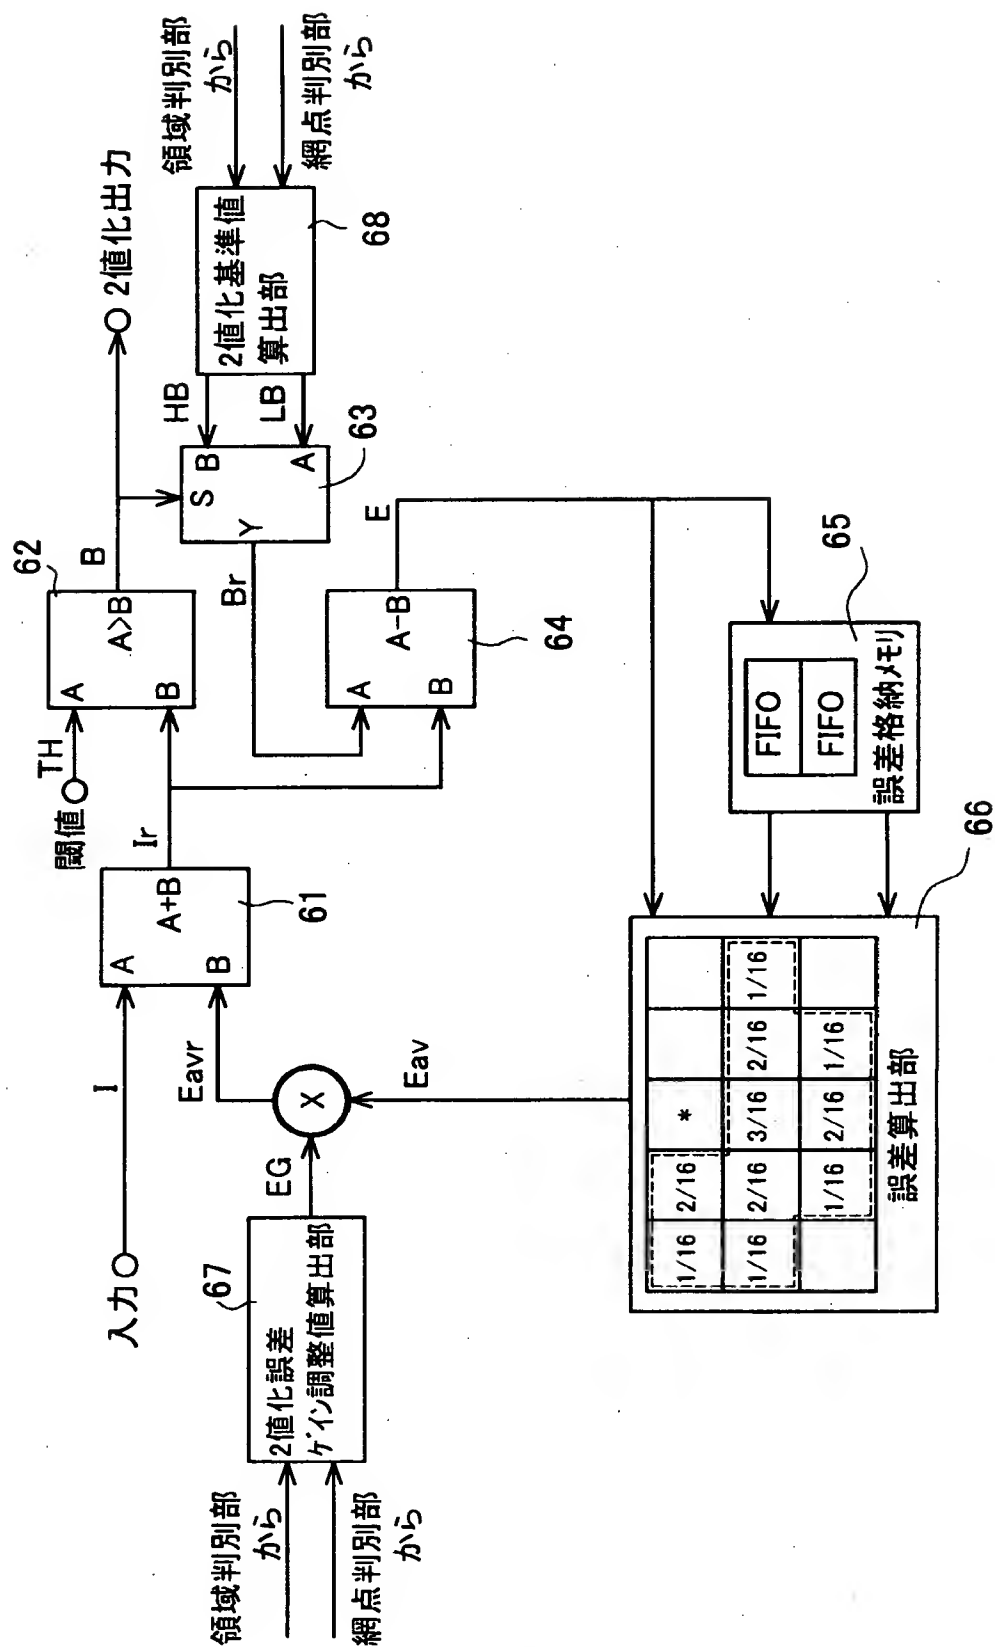 入力
I
閾値
TH
A
A+B
B
61
Ir
A
A>B
B
62
B
2値化出力
領域判別部
から
網点判別部
から
2値化基準値
算出部
68
HB
LB
S
B
A
Y
63
Br
A
A-B
B
64
E
領域判別部
から
網点判別部
から
2値化誤差
ゲイン調整値算出部
67
EG
X
Eavr
Eav
1/16
2/16
*
1/16
2/16
3/16
2/16
1/16
1/16
2/16
1/16
誤差算出部
66
FIFO
FIFO
誤差格納メモリ
65